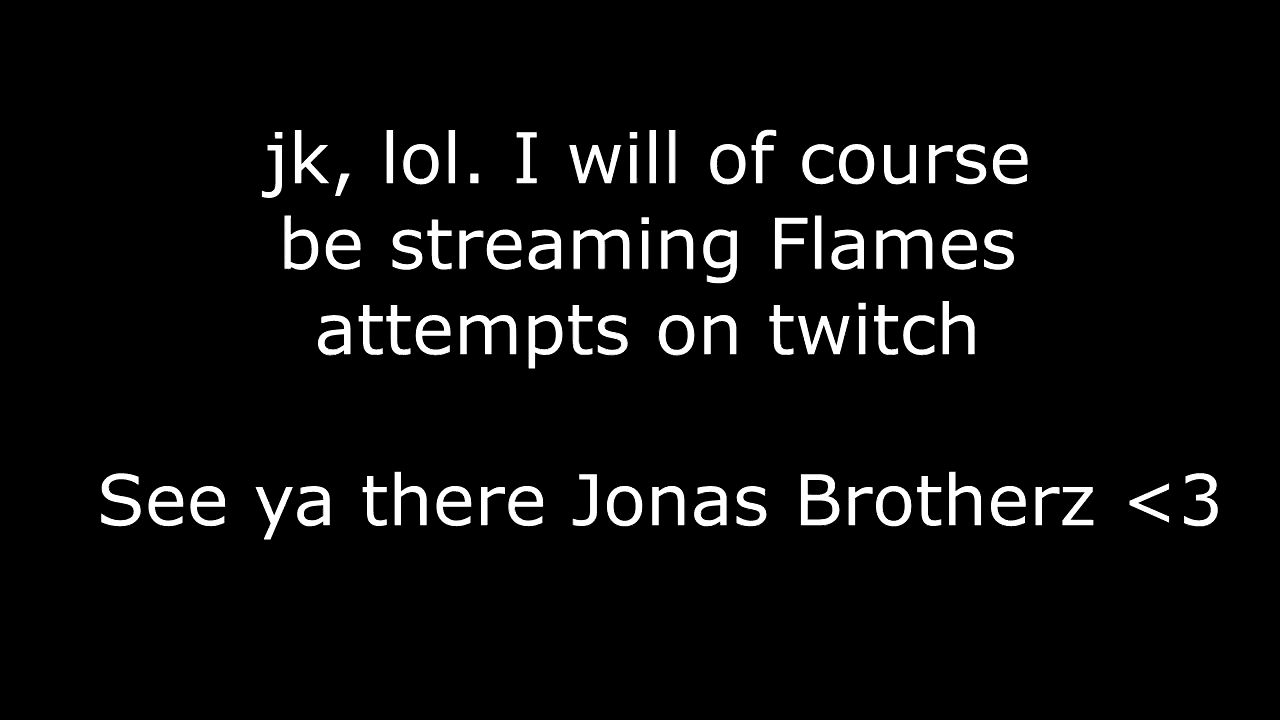 jk, lol. I will of course
be streaming Flames
attempts on twitch
See ya there Jonas Brotherz <3